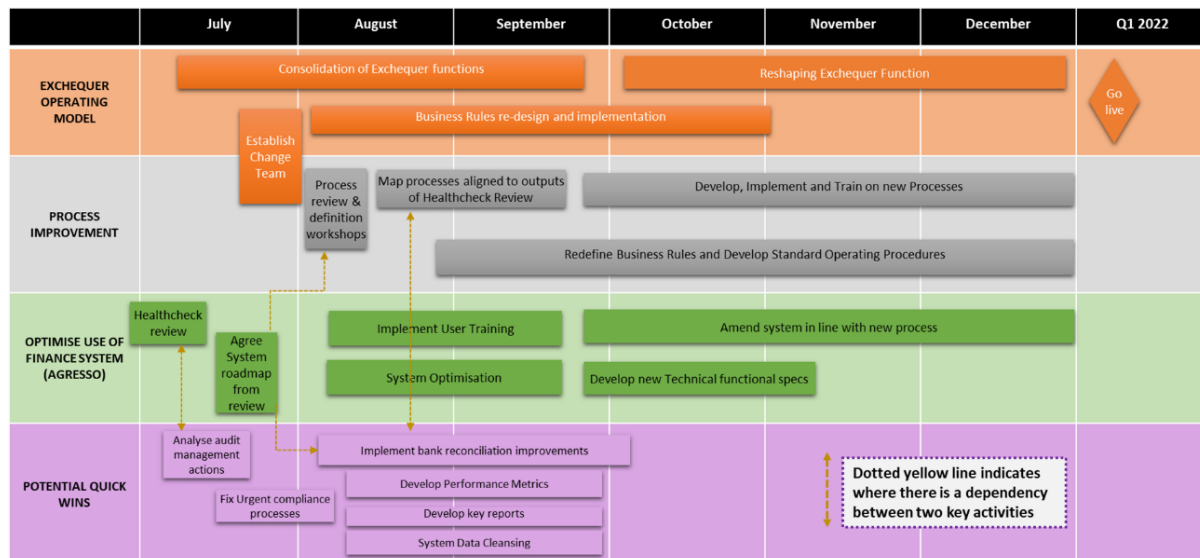 July
August
September
October
November
December
Q1 2022
EXCHEQUER
OPERATING
MODEL
Consolidation of Exchequer functions
Reshaping Exchequer Function
Go
live
Business Rules re-design and implementation
Establish
Change
Team
PROCESS
IMPROVEMENT
Process
review &
definition
workshops
Map processes aligned to outputs
of Healthcheck Review
Develop, Implement and Train on new Processes
Redefine Business Rules and Develop Standard Operating Procedures
OPTIMISE USE OF
FINANCE SYSTEM
(AGRESSO)
Healthcheck
review
Agree
System
roadmap
from
review
Implement User Training
Amend system in line with new process
System Optimisation
Develop new Technical functional specs
POTENTIAL QUICK
WINS
Analyse audit
management
actions
Implement bank reconciliation improvements
Fix Urgent compliance
processes
Develop Performance Metrics
Develop key reports
System Data Cleansing
Dotted yellow line indicates
where there is a dependency
between two key activities